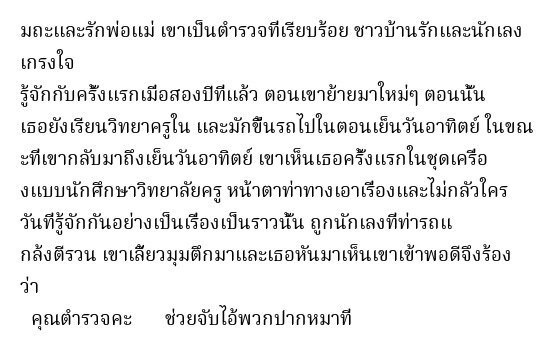 มถะและรักพ่อแม่ เขาเป็นตำรวจที่เรียบร้อย ชาวบ้านรักและนักเลง
เกรงใจ
รู้จักกับครั้งแรกเมื่อสองปีที่แล้ว ตอนเขาย้ายมาใหม่ๆ ตอนนั้น
เธอยังเรียนวิทยาครูใน และมักขึ้นรถไปในตอนเย็นวันอาทิตย์ ในขณ
ะที่เขากลับมาถึงเย็นวันอาทิตย์ เขาเห็นเธอครั้งแรกในชุดเครื่อ
งแบบนักศึกษาวิทยาลัยครู หน้าตาท่าทางเอาเรื่องและไม่กลัวใคร
วันที่รู้จักกันอย่างเป็นเรื่องเป็นราวนั้น ถูกนักเลงที่ท่ารถแ
กล้งตีรวน เขาเลี้ยวมุมตึกมาและเธอหันมาเห็นเขาเข้าพอดีจึงร้อง
ว่า
คุณตำรวจคะ ช่วยจับไอ้พวกปากหมาที